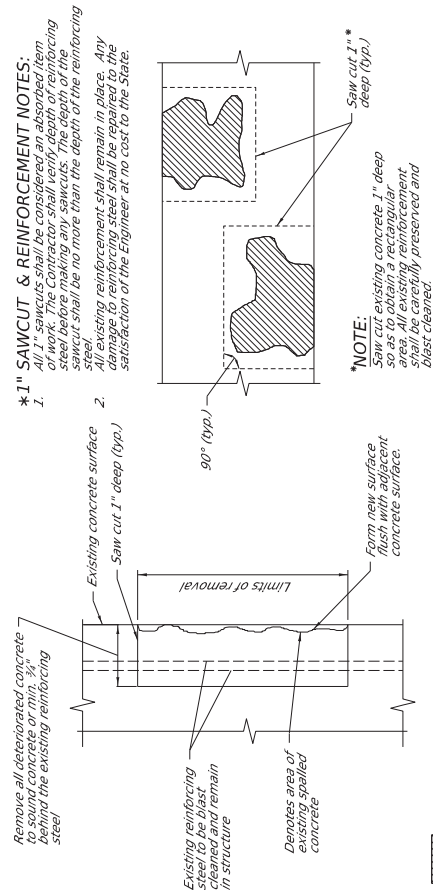 *1" SAWCUT & REINFORCEMENT NOTES:
1. All 1" sawcuts shall be considered an absorbed item
of work. The Contractor shall verify depth of reinforcing
steel before making any sawcuts. The depth of the
sawcut shall be no more than the depth of the reinforcing
steel.
2. All existing reinforcement shall remain in place. Any
damage to reinforcing steel shall be repaired to the
satisfaction of the Engineer at no cost to the State.
Remove all deteriorated concrete
to sound concrete or min. ¾"
behind the existing reinforcing
steel
Existing concrete surface
Saw cut 1" deep (typ.)
Limits of removal
Existing reinforcing
steel to be blast
cleaned and remain
in structure
Denotes area of
existing spalled
concrete
Form new surface
flush with adjacent
concrete surface.
90° (typ.)
Saw cut 1" *
deep (typ.)
*NOTE:
Saw cut existing concrete 1" deep
so as to obtain a rectangular
area. All existing reinforcement
shall be carefully preserved and
blast cleaned.